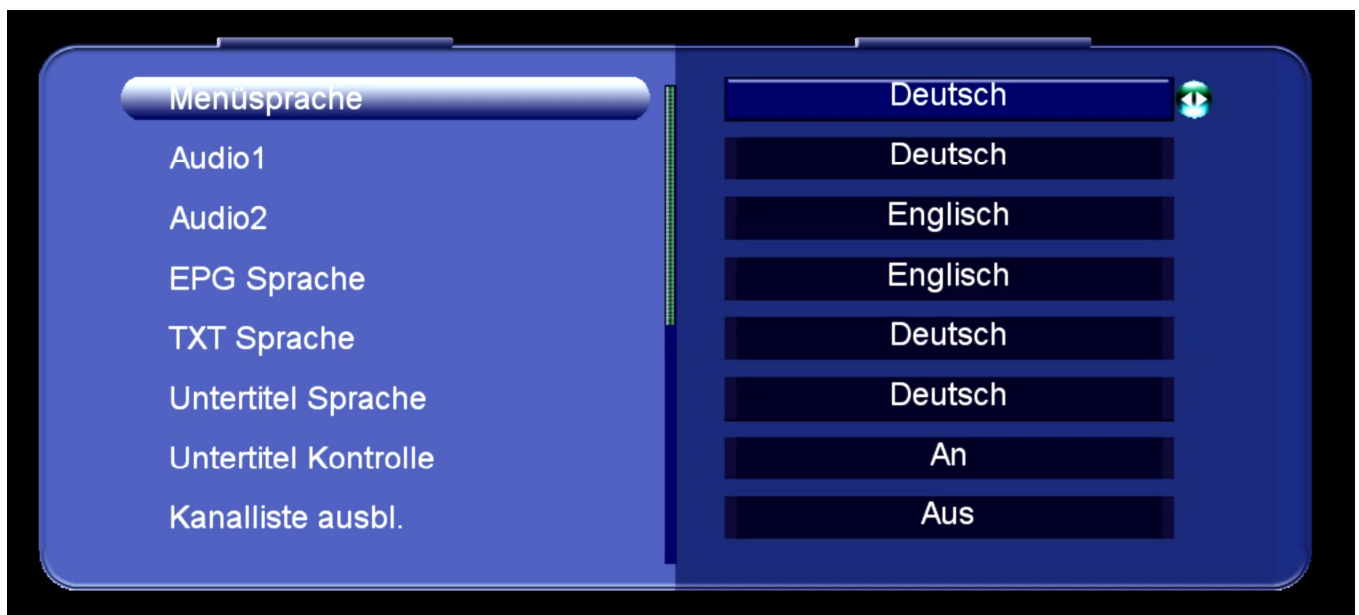 Menüsprache Deutsch
Audio1 Deutsch
Audio2 Englisch
EPG Sprache Englisch
TXT Sprache Deutsch
Untertitel Sprache Deutsch
Untertitel Kontrolle An
Kanalliste ausbl. Aus